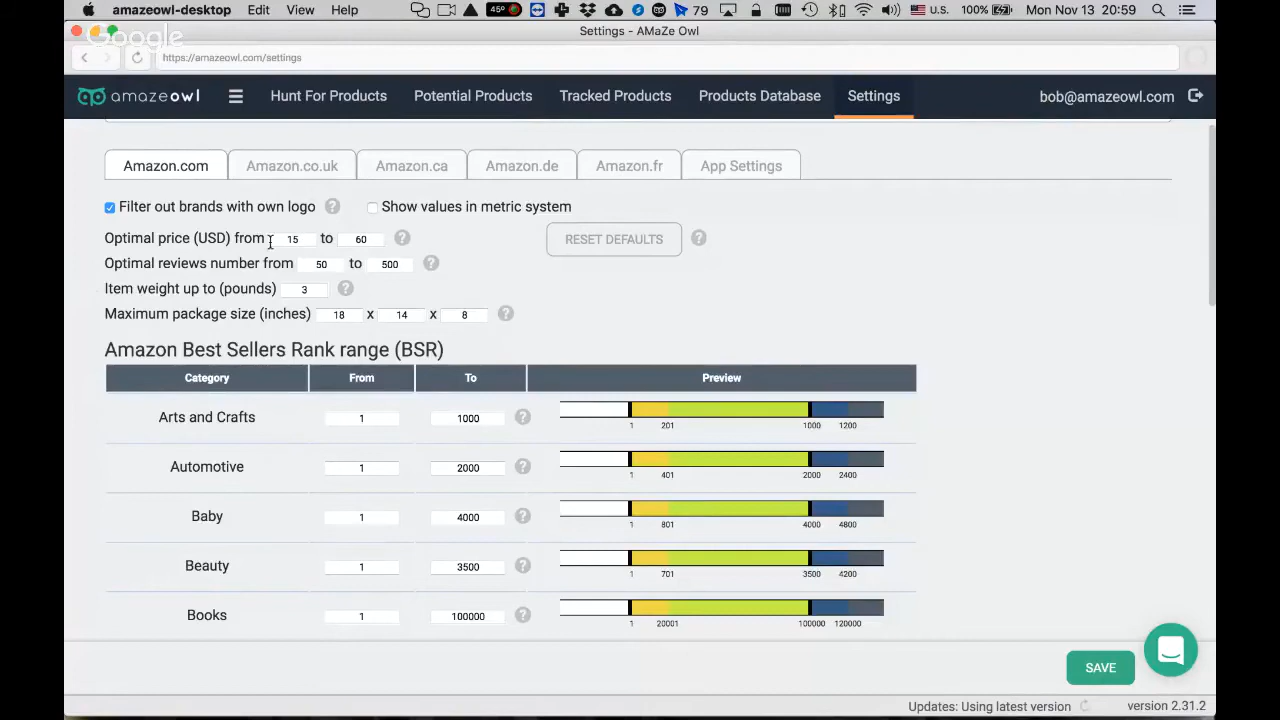 amazeowl-desktop Edit View Help 45° 79 U.S. 100% Mon Nov 13 20:59
Google
Settings - AMaZe Owl
https://amazeowl.com/settings
amazeowl Hunt For Products Potential Products Tracked Products Products Database Settings bob@amazeowl.com
Amazon.com Amazon.co.uk Amazon.ca Amazon.de Amazon.fr App Settings
Filter out brands with own logo ? Show values in metric system
Optimal price (USD) from 15 to 60 ? RESET DEFAULTS ?
Optimal reviews number from 50 to 500 ?
Item weight up to (pounds) 3 ?
Maximum package size (inches) 18 x 14 x 8 ?
Amazon Best Sellers Rank range (BSR)
Category From To Preview
Arts and Crafts 1 1000 ?
1 201 1000 1200
Automotive 1 2000 ?
1 401 2000 2400
Baby 1 4000 ?
1 801 4000 4800
Beauty 1 3500 ?
1 701 3500 4200
Books 1 100000 ?
1 20001 100000 120000
SAVE
Updates: Using latest version version 2.31.2